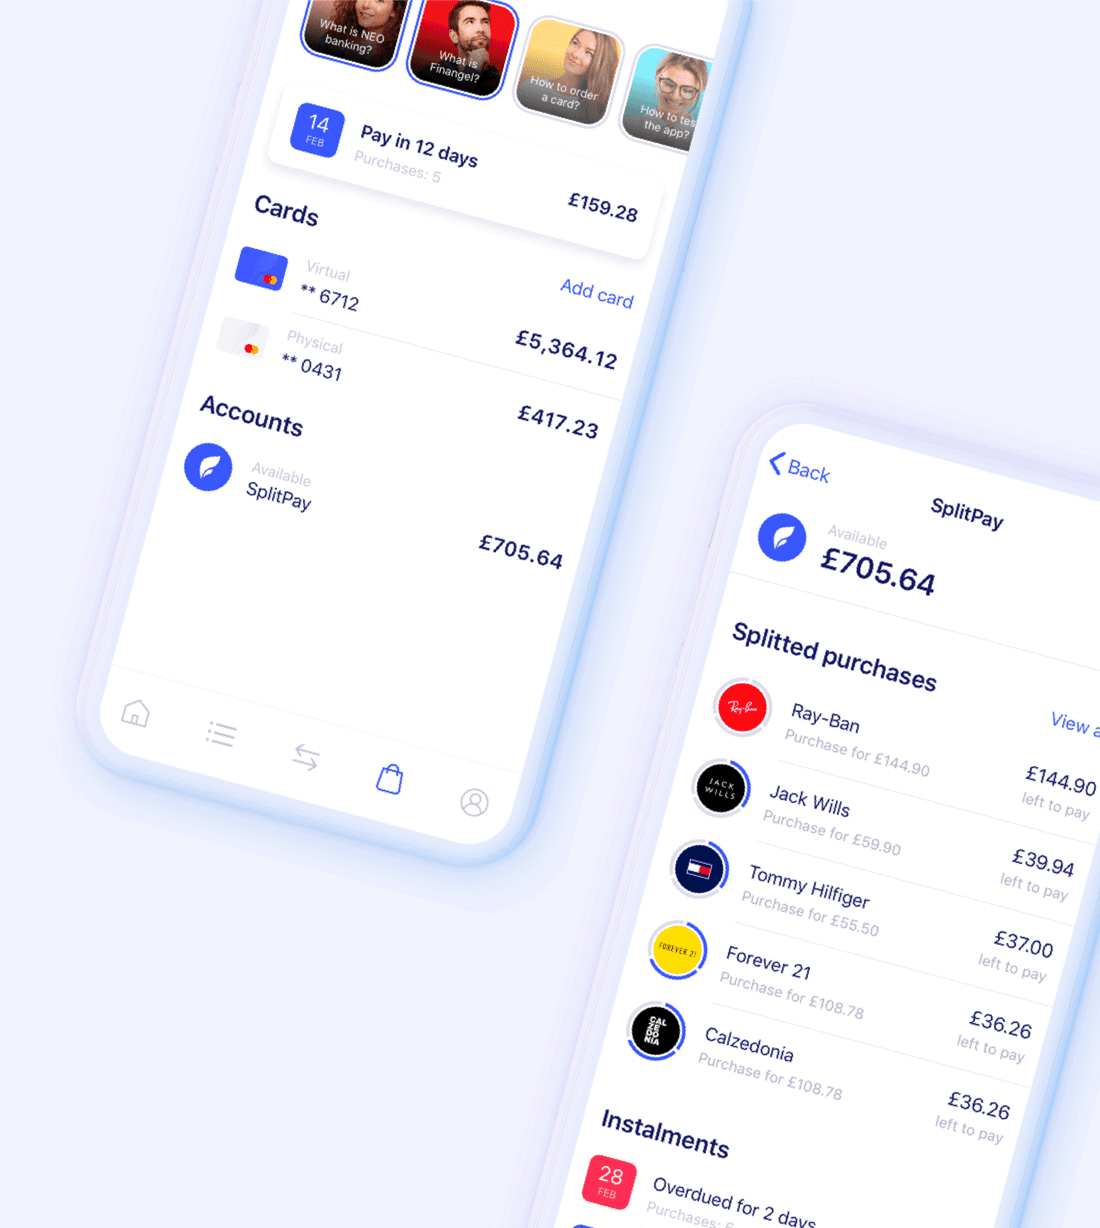 What is NEO
banking?
What is
Finangel?
How to order
a card?
How to tes
the app?
14
FEB
Pay in 12 days
Purchases: 5
£159.28
Cards
Add card
Virtual
** 6712
£5,364.12
Physical
** 0431
£417.23
Accounts
Available
SplitPay
£705.64
Back
SplitPay
Available
£705.64
Splitted purchases
View a
Ray-Ban
Ray-Ban
Purchase for £144.90
£144.90
left to pay
JACK
WILLS
Jack Wills
Purchase for £59.90
£39.94
left to pay
Tommy Hilfiger
Purchase for £55.50
£37.00
left to pay
FOREVER 21
Forever 21
Purchase for £108.78
£36.26
left to pay
CAL
ZE
DO
NIA
Calzedonia
Purchase for £108.78
£36.26
left to pay
Instalments
28
FEB
Overdued for 2 days
Purchases: 6